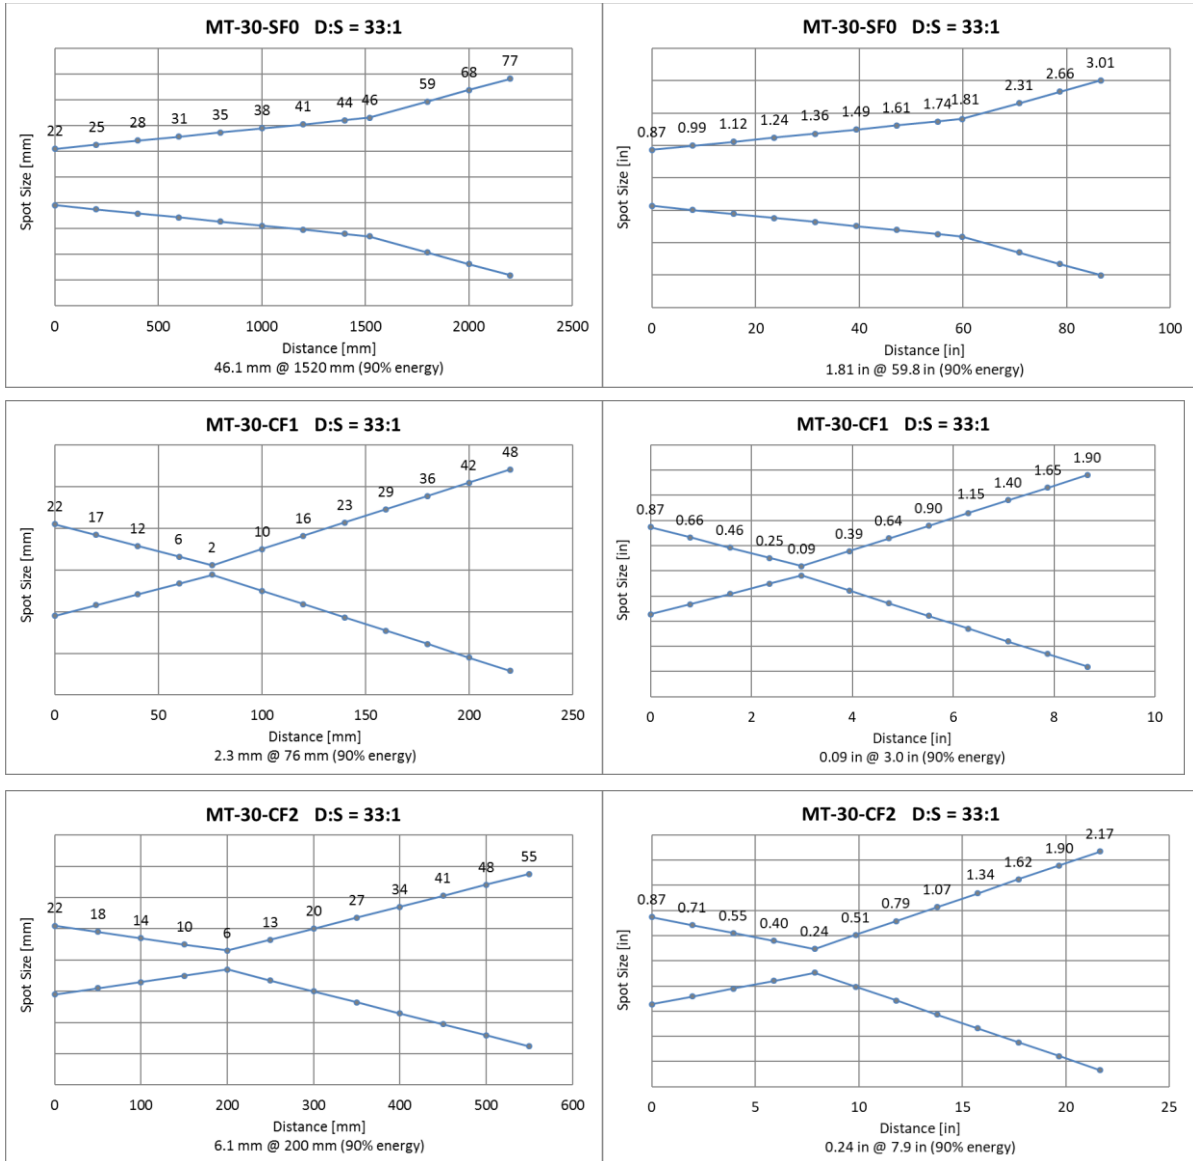 MT-30-SF0 D:S = 33:1
Spot Size [mm]
22 25 28 31 35 38 41 44 46 59 68 77
0 500 1000 1500 2000 2500
Distance [mm]
46.1 mm @ 1520 mm (90% energy)
MT-30-SF0 D:S = 33:1
Spot Size [in]
0.87 0.99 1.12 1.24 1.36 1.49 1.61 1.74 1.81 2.31 2.66 3.01
0 20 40 60 80 100
Distance [in]
1.81 in @ 59.8 in (90% energy)
MT-30-CF1 D:S = 33:1
Spot Size [mm]
22 17 12 6 2 10 16 23 29 36 42 48
0 50 100 150 200 250
Distance [mm]
2.3 mm @ 76 mm (90% energy)
MT-30-CF1 D:S = 33:1
Spot Size [in]
0.87 0.66 0.46 0.25 0.09 0.39 0.64 0.90 1.15 1.40 1.65 1.90
0 2 4 6 8 10
Distance [in]
0.09 in @ 3.0 in (90% energy)
MT-30-CF2 D:S = 33:1
Spot Size [mm]
22 18 14 10 6 13 20 27 34 41 48 55
0 100 200 300 400 500 600
Distance [mm]
6.1 mm @ 200 mm (90% energy)
MT-30-CF2 D:S = 33:1
Spot Size [in]
0.87 0.71 0.55 0.40 0.24 0.51 0.79 1.07 1.34 1.62 1.90 2.17
0 5 10 15 20 25
Distance [in]
0.24 in @ 7.9 in (90% energy)